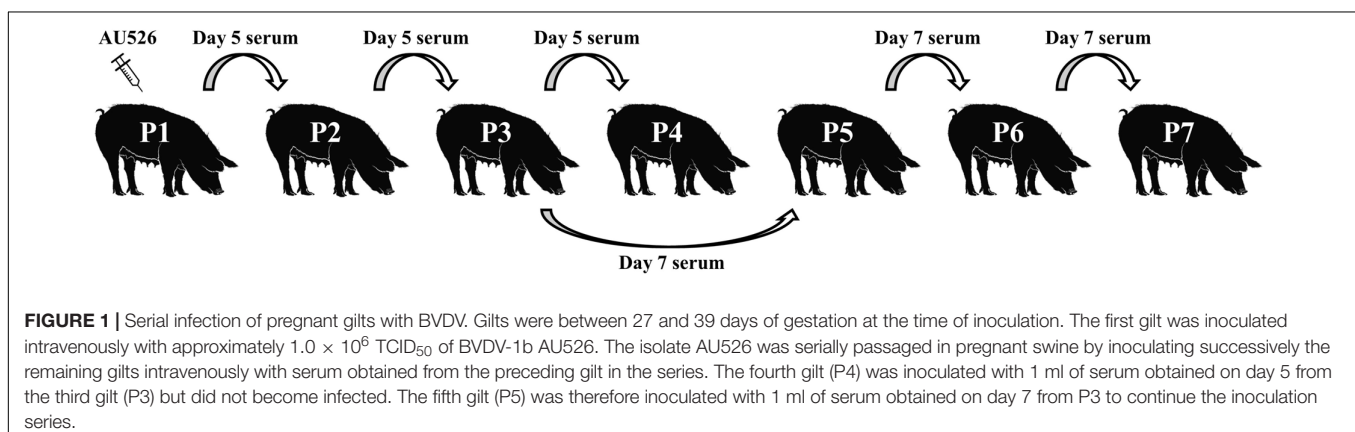 AU526
Day 5 serum
Day 5 serum
Day 5 serum
Day 7 serum
Day 7 serum
P1
P2
P3
P4
P5
P6
P7
Day 7 serum
FIGURE 1 | Serial infection of pregnant gilts with BVDV. Gilts were between 27 and 39 days of gestation at the time of inoculation. The first gilt was inoculated
intravenously with approximately 1.0 × 10⁶ TCID₅₀ of BVDV-1b AU526. The isolate AU526 was serially passaged in pregnant swine by inoculating successively the
remaining gilts intravenously with serum obtained from the preceding gilt in the series. The fourth gilt (P4) was inoculated with 1 ml of serum obtained on day 5 from
the third gilt (P3) but did not become infected. The fifth gilt (P5) was therefore inoculated with 1 ml of serum obtained on day 7 from P3 to continue the inoculation
series.